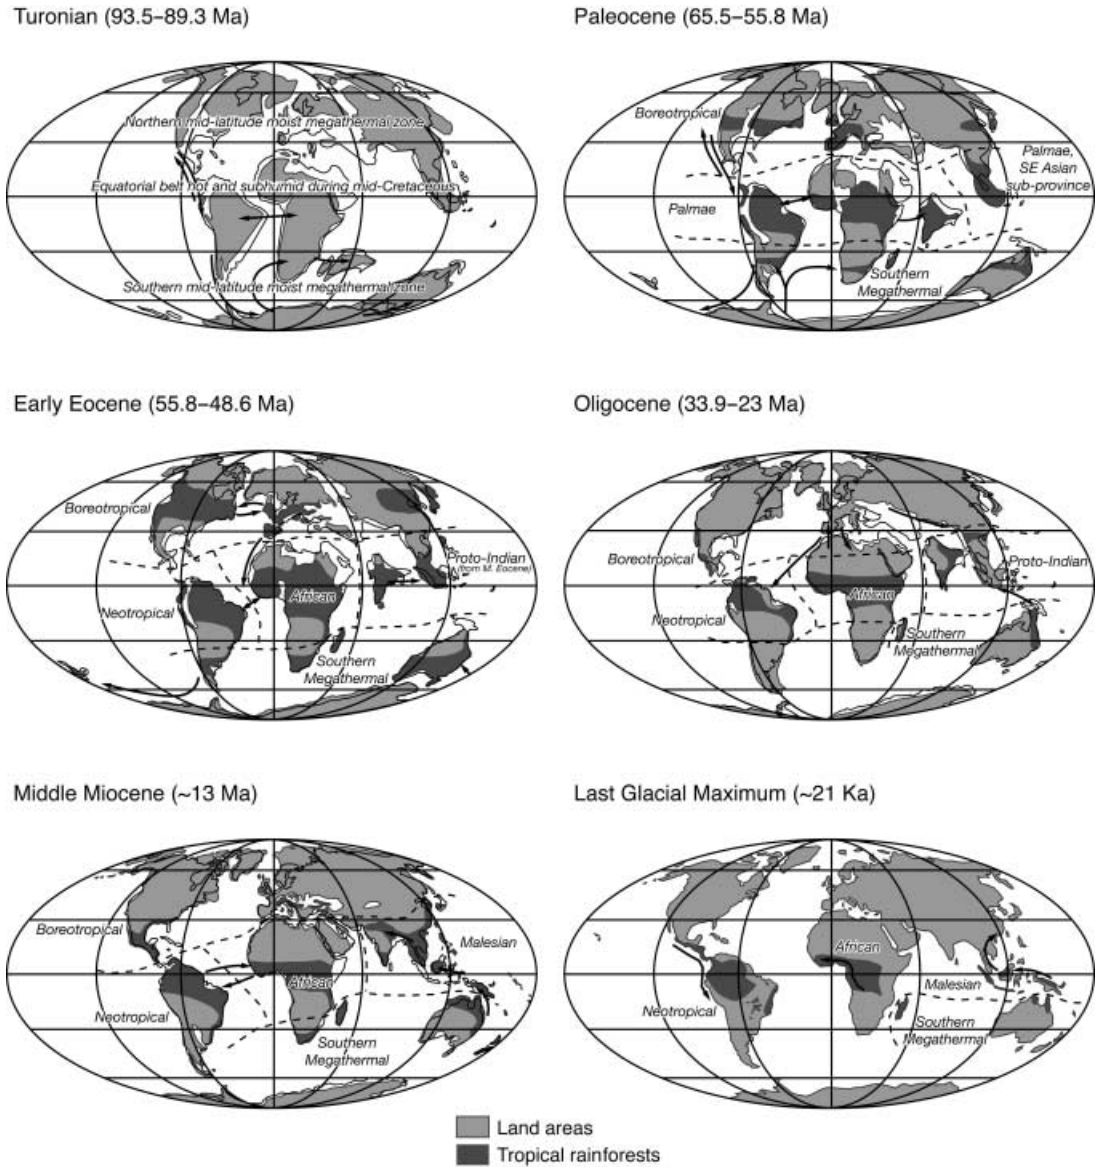 Turonian (93.5–89.3 Ma)
Northern mid-latitude moist megathermal zone
Equatorial belt hot and subhumid during mid-Cretaceous
Southern mid-latitude moist megathermal zone
Paleocene (65.5–55.8 Ma)
Boreotropical
Palmae,
SE Asian
sub-province
Palmae
Southern
Megathermal
Early Eocene (55.8–48.6 Ma)
Boreotropical
Proto-Indian
(from M. Eocene)
African
Neotropical
Southern
Megathermal
Oligocene (33.9–23 Ma)
Boreotropical
Proto-Indian
African
Neotropical
Southern
Megathermal
Middle Miocene (~13 Ma)
Boreotropical
Malesian
African
Neotropical
Southern
Megathermal
Last Glacial Maximum (~21 Ka)
African
Malesian
Neotropical
Southern
Megathermal
Land areas
Tropical rainforests